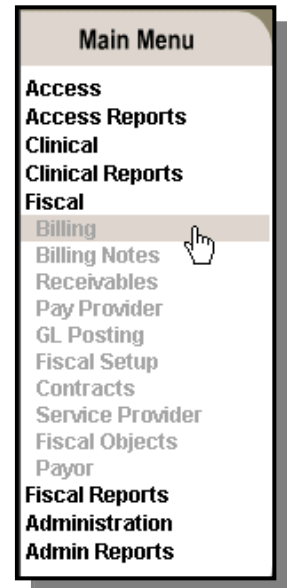 Main Menu
Access
Access Reports
Clinical
Clinical Reports
Fiscal
Billing
Billing Notes
Receivables
Pay Provider
GL Posting
Fiscal Setup
Contracts
Service Provider
Fiscal Objects
Payor
Fiscal Reports
Administration
Admin Reports